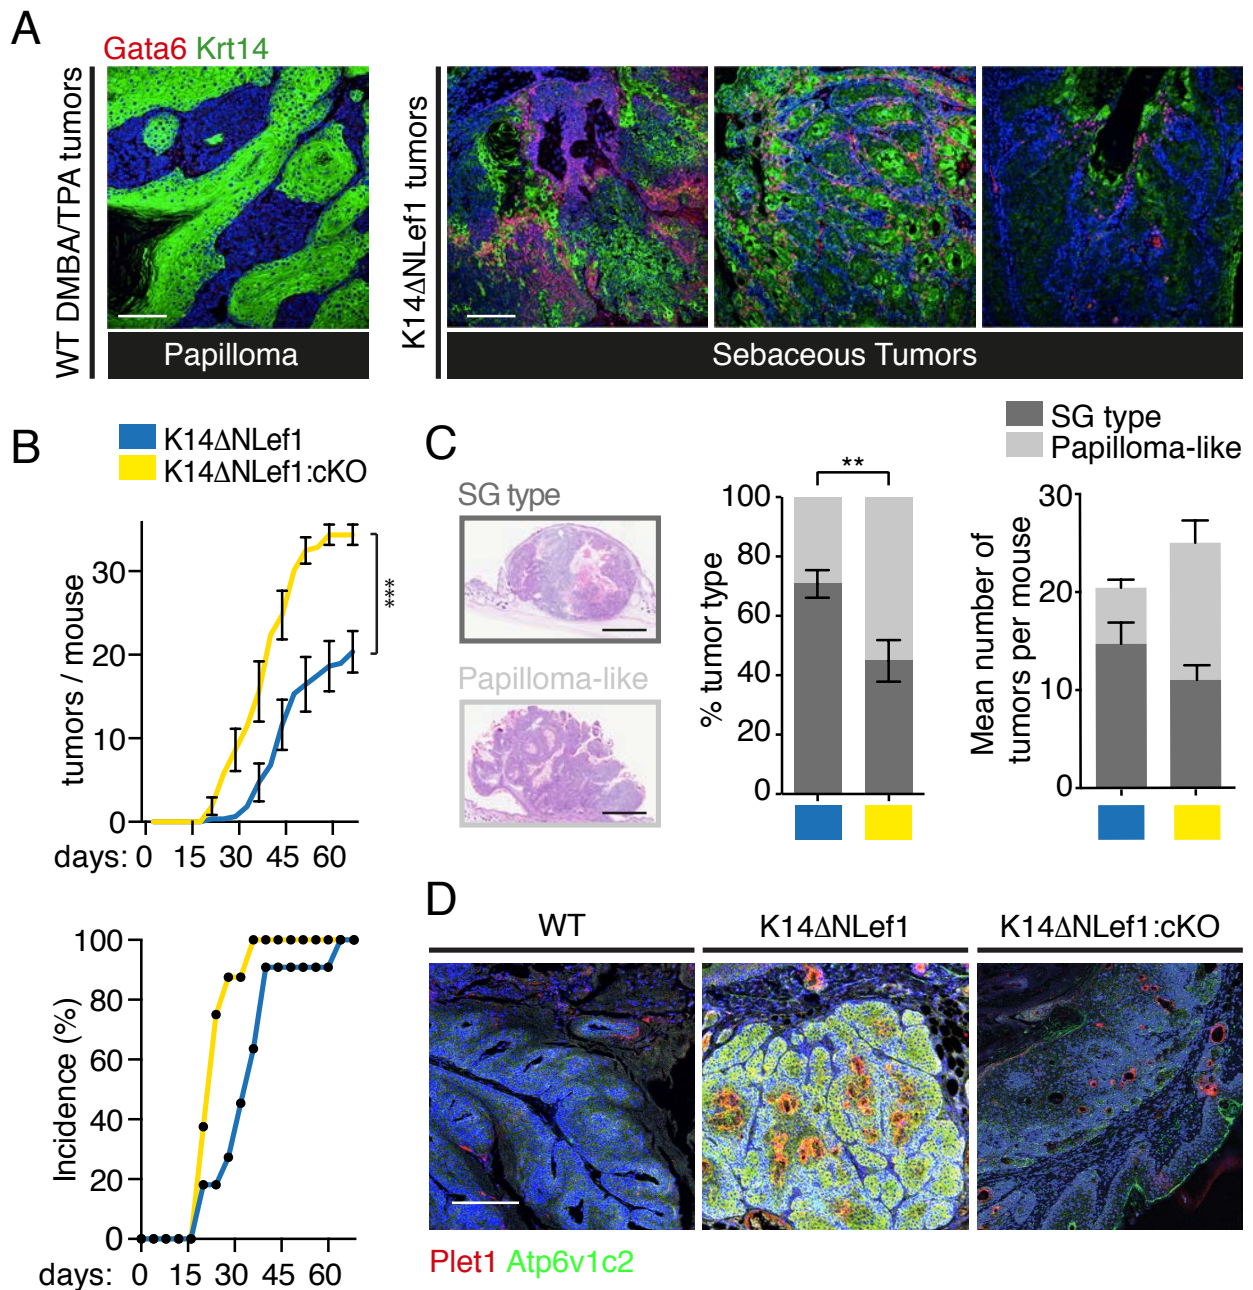 A
Gata6 Krt14
WT DMBA/TPA tumors
Papilloma
K14ΔNLef1 tumors
Sebaceous Tumors
B
K14ΔNLef1
K14ΔNLef1:cKO
tumors / mouse
30
20
10
0
***
days: 0 15 30 45 60
Incidence (%)
100
80
60
40
20
0
days: 0 15 30 45 60
C
SG type
Papilloma-like
% tumor type
100
80
60
40
20
0
**
SG type
Papilloma-like
Mean number of
tumors per mouse
30
20
10
0
D
WT
K14ΔNLef1
K14ΔNLef1:cKO
Plet1 Atp6v1c2